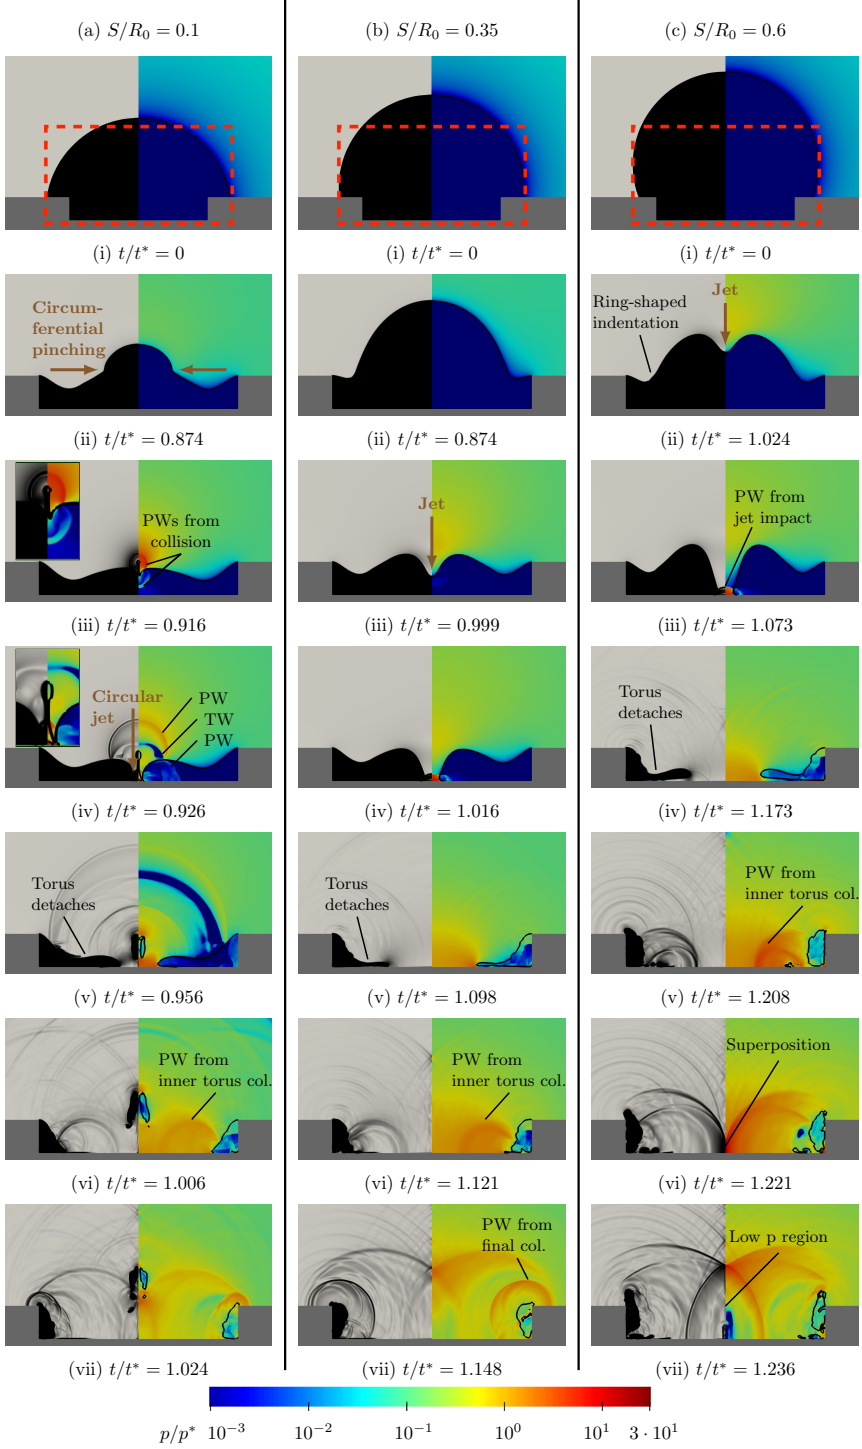 (a) S/R₀ = 0.1
(b) S/R₀ = 0.35
(c) S/R₀ = 0.6
(i) t/t* = 0
(i) t/t* = 0
(i) t/t* = 0
Circum-
ferential
pinching
Ring-shaped
indentation
Jet
(ii) t/t* = 0.874
(ii) t/t* = 0.874
(ii) t/t* = 1.024
PWs from
collision
Jet
PW from
jet impact
(iii) t/t* = 0.916
(iii) t/t* = 0.999
(iii) t/t* = 1.073
Circular
jet
PW
TW
PW
Torus
detaches
(iv) t/t* = 0.926
(iv) t/t* = 1.016
(iv) t/t* = 1.173
Torus
detaches
Torus
detaches
PW from
inner torus col.
(v) t/t* = 0.956
(v) t/t* = 1.098
(v) t/t* = 1.208
PW from
inner torus col.
PW from
inner torus col.
Superposition
(vi) t/t* = 1.006
(vi) t/t* = 1.121
(vi) t/t* = 1.221
PW from
final col.
Low p region
(vii) t/t* = 1.024
(vii) t/t* = 1.148
(vii) t/t* = 1.236
p/p* 10⁻³ 10⁻² 10⁻¹ 10⁰ 10¹ 3 · 10¹